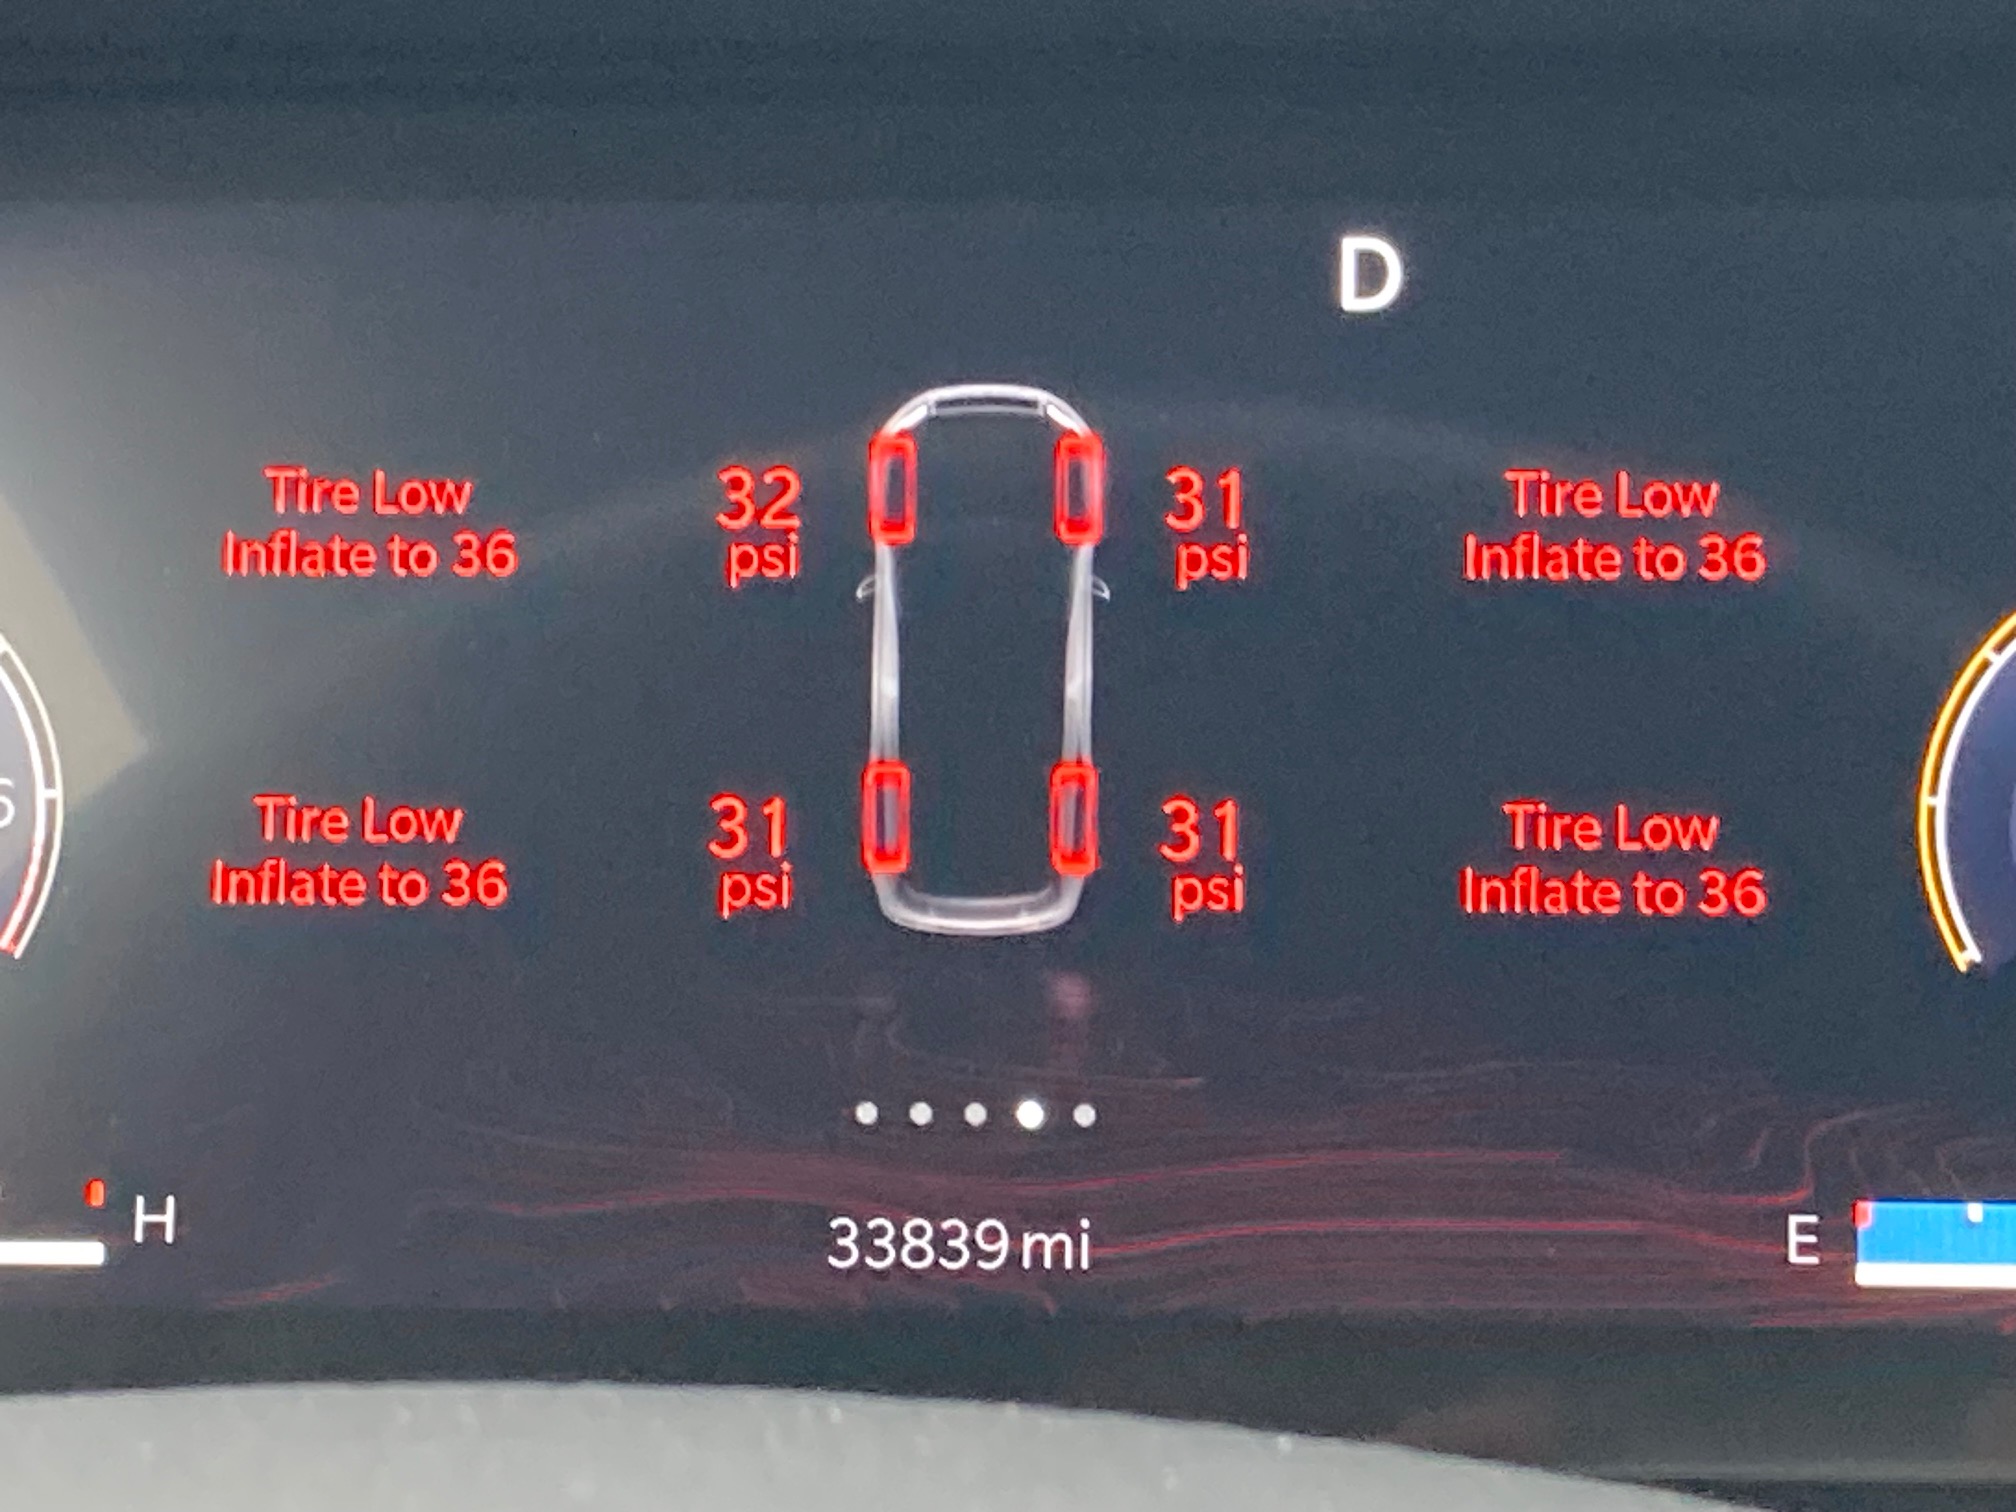 D
Tire Low
Inflate to 36
32
psi
31
psi
Tire Low
Inflate to 36
Tire Low
Inflate to 36
31
psi
31
psi
Tire Low
Inflate to 36
H
33839 mi
E